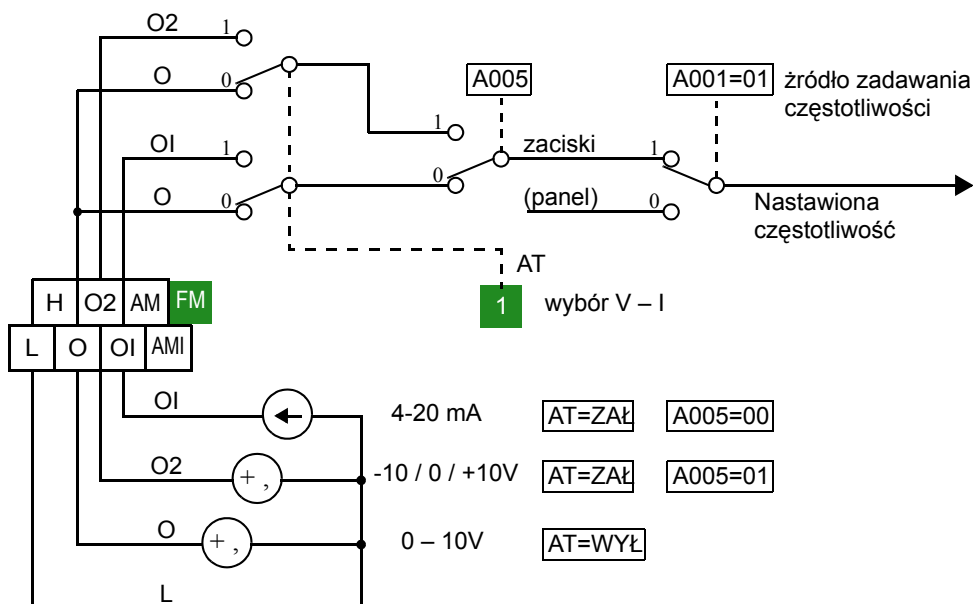 O2 1
O 0
A005 A001=01 żródło zadawania
częstotliwości
1
OI 1 zaciski 1
0
O 0 (panel) 0
Nastawiona
częstotliwość
AT
1 wybór V – I
H O2 AM FM
L O OI AMI
OI 4-20 mA AT=ZAŁ A005=00
O2 + , -10 / 0 / +10V AT=ZAŁ A005=01
O + , 0 – 10V AT=WYŁ
L